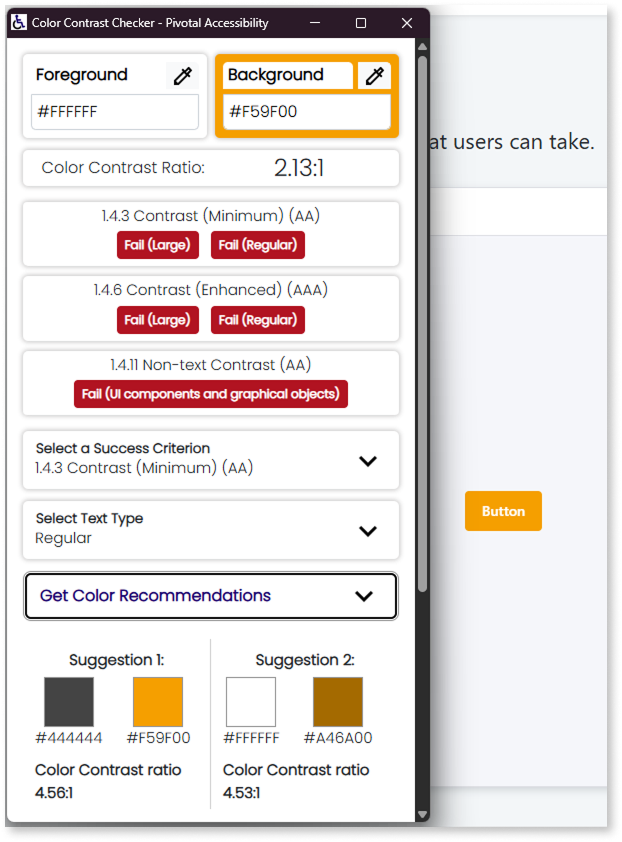 Color Contrast Checker - Pivotal Accessibility
Foreground
Background
#FFFFFF
#F59F00
at users can take.
Color Contrast Ratio:
2.13:1
1.4.3 Contrast (Minimum) (AA)
Fail (Large)
Fail (Regular)
1.4.6 Contrast (Enhanced) (AAA)
Fail (Large)
Fail (Regular)
1.4.11 Non-text Contrast (AA)
Fail (UI components and graphical objects)
Select a Success Criterion
1.4.3 Contrast (Minimum) (AA)
Select Text Type
Regular
Button
Get Color Recommendations
Suggestion 1:
#444444
#F59F00
Color Contrast ratio
4.56:1
Suggestion 2:
#FFFFFF
#A46A00
Color Contrast ratio
4.53:1